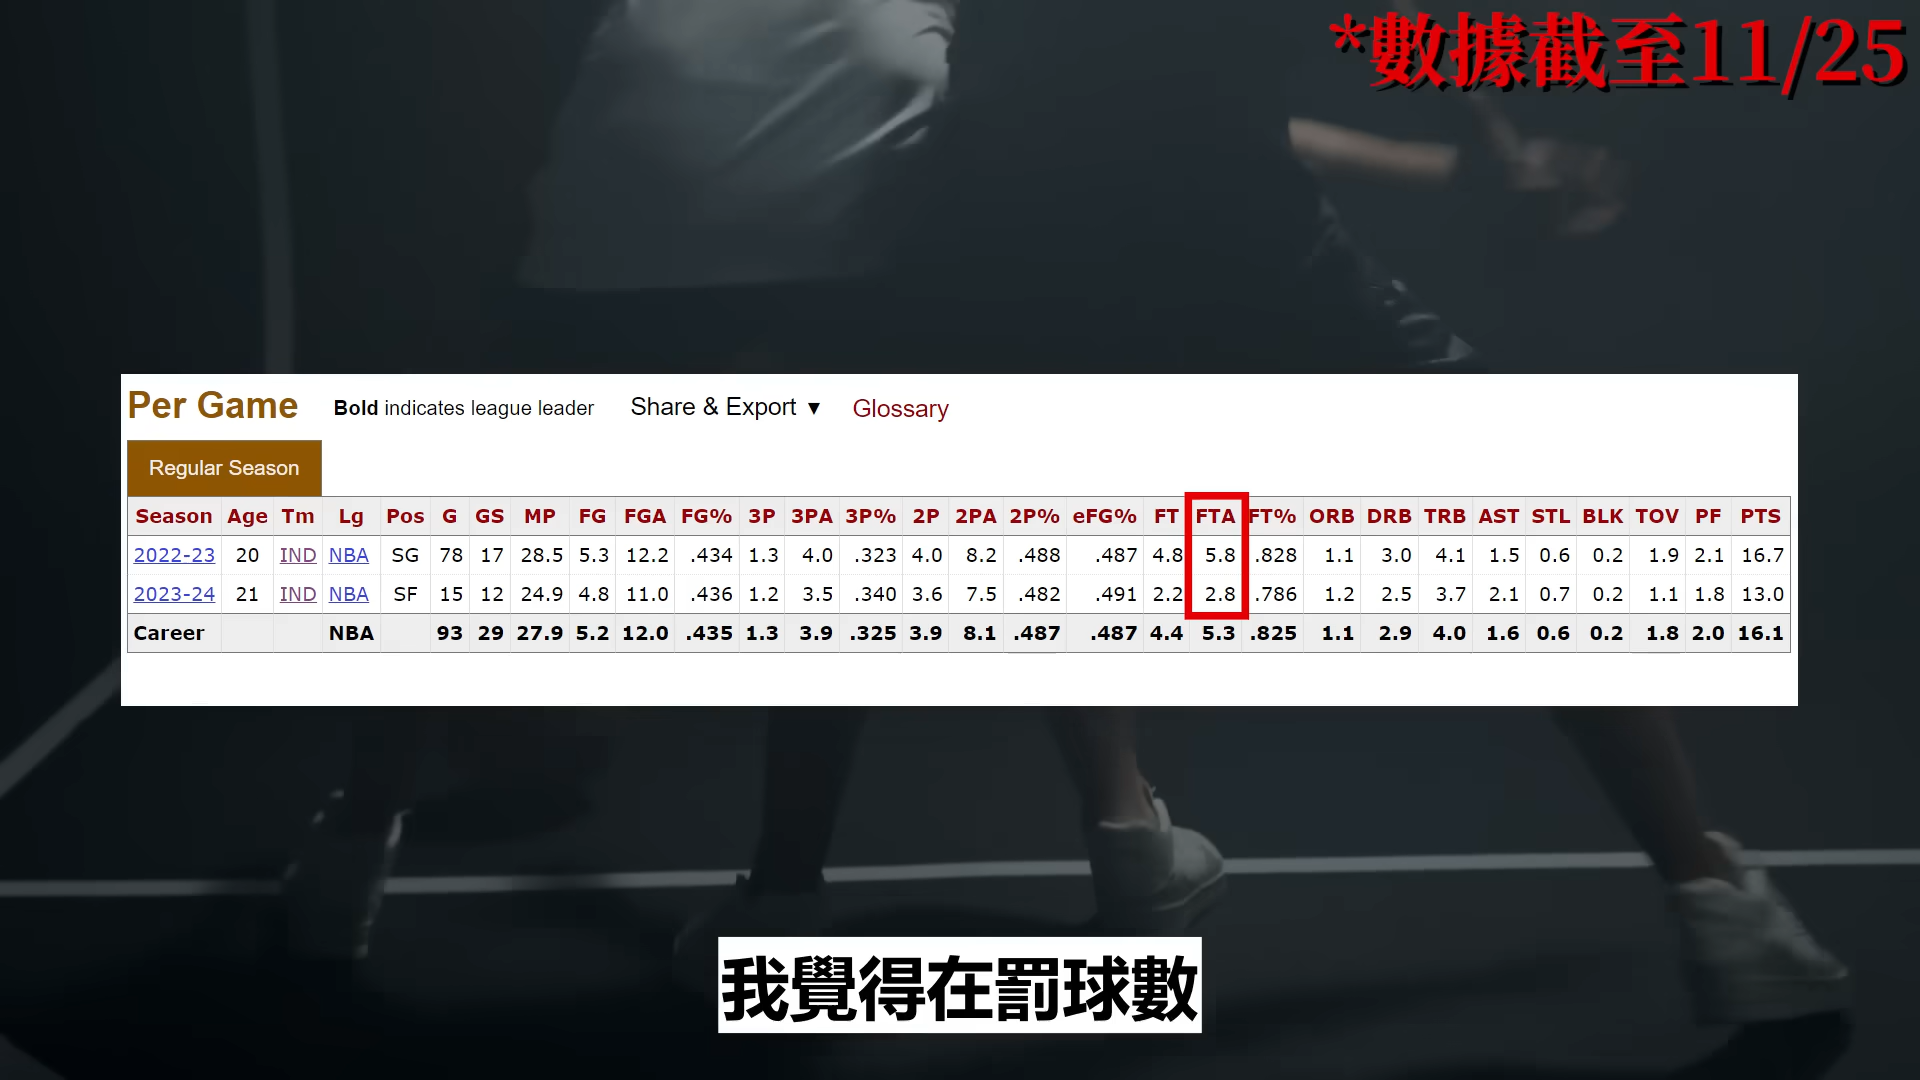 *數據截至11/25
Per Game Bold indicates league leader Share & Export ▼ Glossary
Regular Season
Season Age Tm Lg Pos G GS MP FG FGA FG% 3P 3PA 3P% 2P 2PA 2P% eFG% FT FTA FT% ORB DRB TRB AST STL BLK TOV PF PTS
2022-23 20 IND NBA SG 78 17 28.5 5.3 12.2 .434 1.3 4.0 .323 4.0 8.2 .488 .487 4.8 5.8 .828 1.1 3.0 4.1 1.5 0.6 0.2 1.9 2.1 16.7
2023-24 21 IND NBA SF 15 12 24.9 4.8 11.0 .436 1.2 3.5 .340 3.6 7.5 .482 .491 2.2 2.8 .786 1.2 2.5 3.7 2.1 0.7 0.2 1.1 1.8 13.0
Career NBA 93 29 27.9 5.2 12.0 .435 1.3 3.9 .325 3.9 8.1 .487 .487 4.4 5.3 .825 1.1 2.9 4.0 1.6 0.6 0.2 1.8 2.0 16.1
我覺得在罰球數